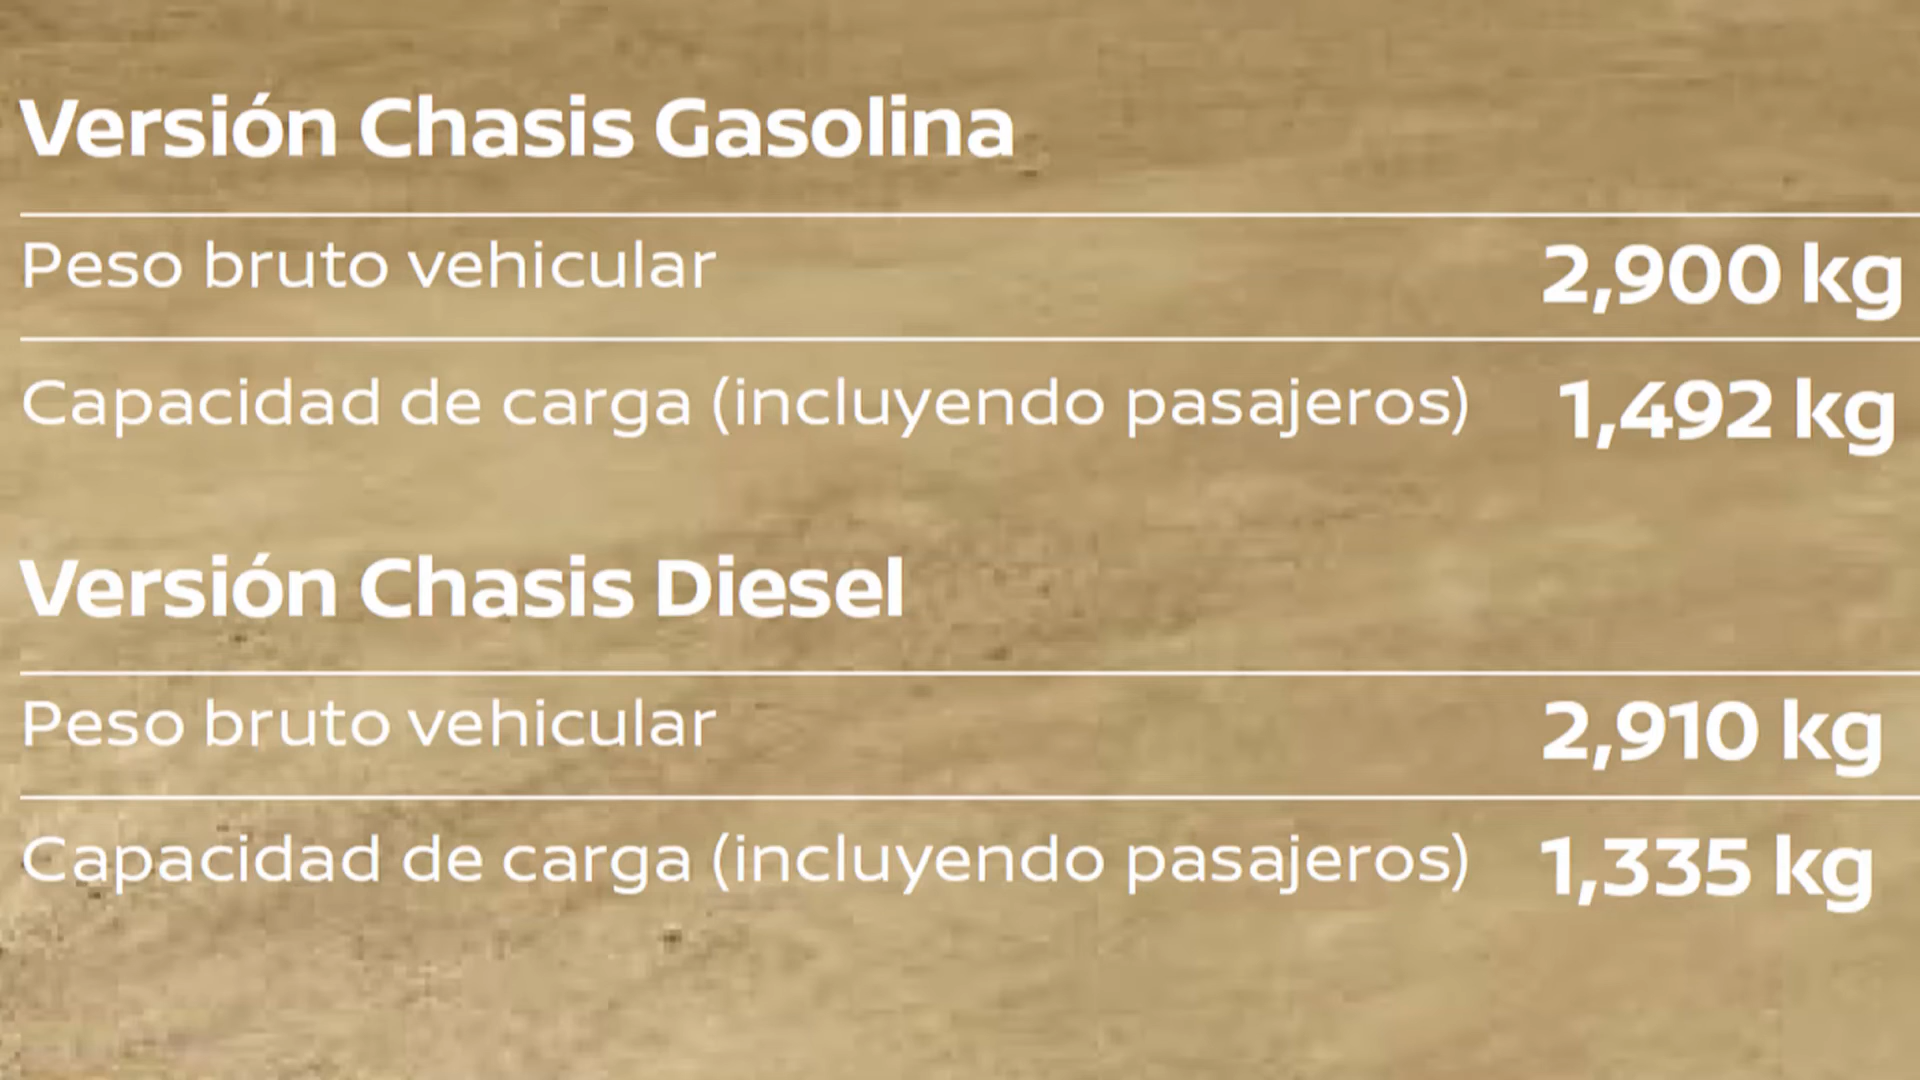 Versión Chasis Gasolina
Peso bruto vehicular 2,900 kg
Capacidad de carga (incluyendo pasajeros) 1,492 kg
Versión Chasis Diesel
Peso bruto vehicular 2,910 kg
Capacidad de carga (incluyendo pasajeros) 1,335 kg